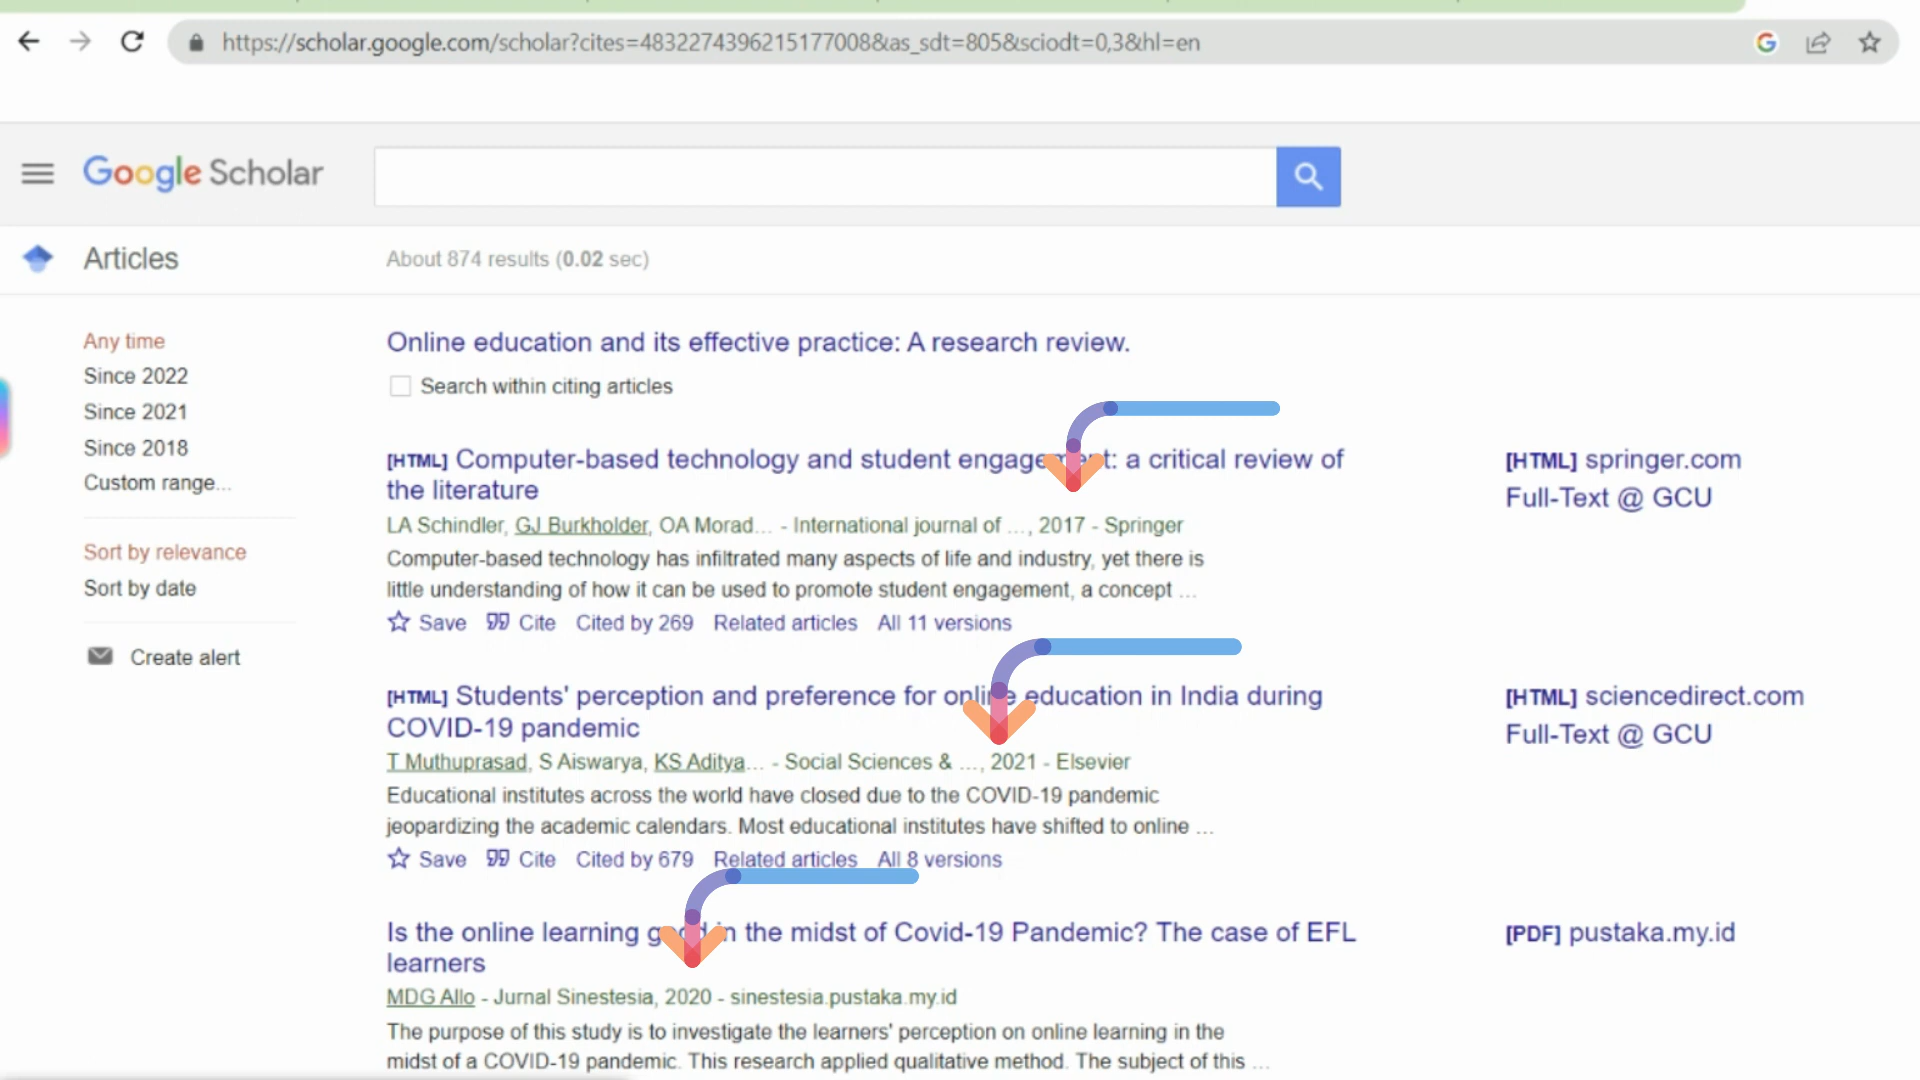 https://scholar.google.com/scholar?cites=4832274396215177008&as_sdt=805&sciodt=0,3&hl=en
Google Scholar
Articles
About 874 results (0.02 sec)
Any time
Since 2022
Since 2021
Since 2018
Custom range...
Sort by relevance
Sort by date
Create alert
Online education and its effective practice: A research review.
Search within citing articles
[HTML] Computer-based technology and student engagement: a critical review of
the literature
LA Schindler, GJ Burkholder, OA Morad... - International journal of ..., 2017 - Springer
Computer-based technology has infiltrated many aspects of life and industry, yet there is
little understanding of how it can be used to promote student engagement, a concept ...
Save Cite Cited by 269 Related articles All 11 versions
[HTML] springer.com
Full-Text @ GCU
[HTML] Students' perception and preference for online education in India during
COVID-19 pandemic
T Muthuprasad, S Aiswarya, KS Aditya... - Social Sciences & ..., 2021 - Elsevier
Educational institutes across the world have closed due to the COVID-19 pandemic
jeopardizing the academic calendars. Most educational institutes have shifted to online ...
Save Cite Cited by 679 Related articles All 8 versions
[HTML] sciencedirect.com
Full-Text @ GCU
Is the online learning good in the midst of Covid-19 Pandemic? The case of EFL
learners
MDG Allo - Jurnal Sinestesia, 2020 - sinestesia.pustaka.my.id
The purpose of this study is to investigate the learners' perception on online learning in the
midst of a COVID-19 pandemic. This research applied qualitative method. The subject of this ...
[PDF] pustaka.my.id